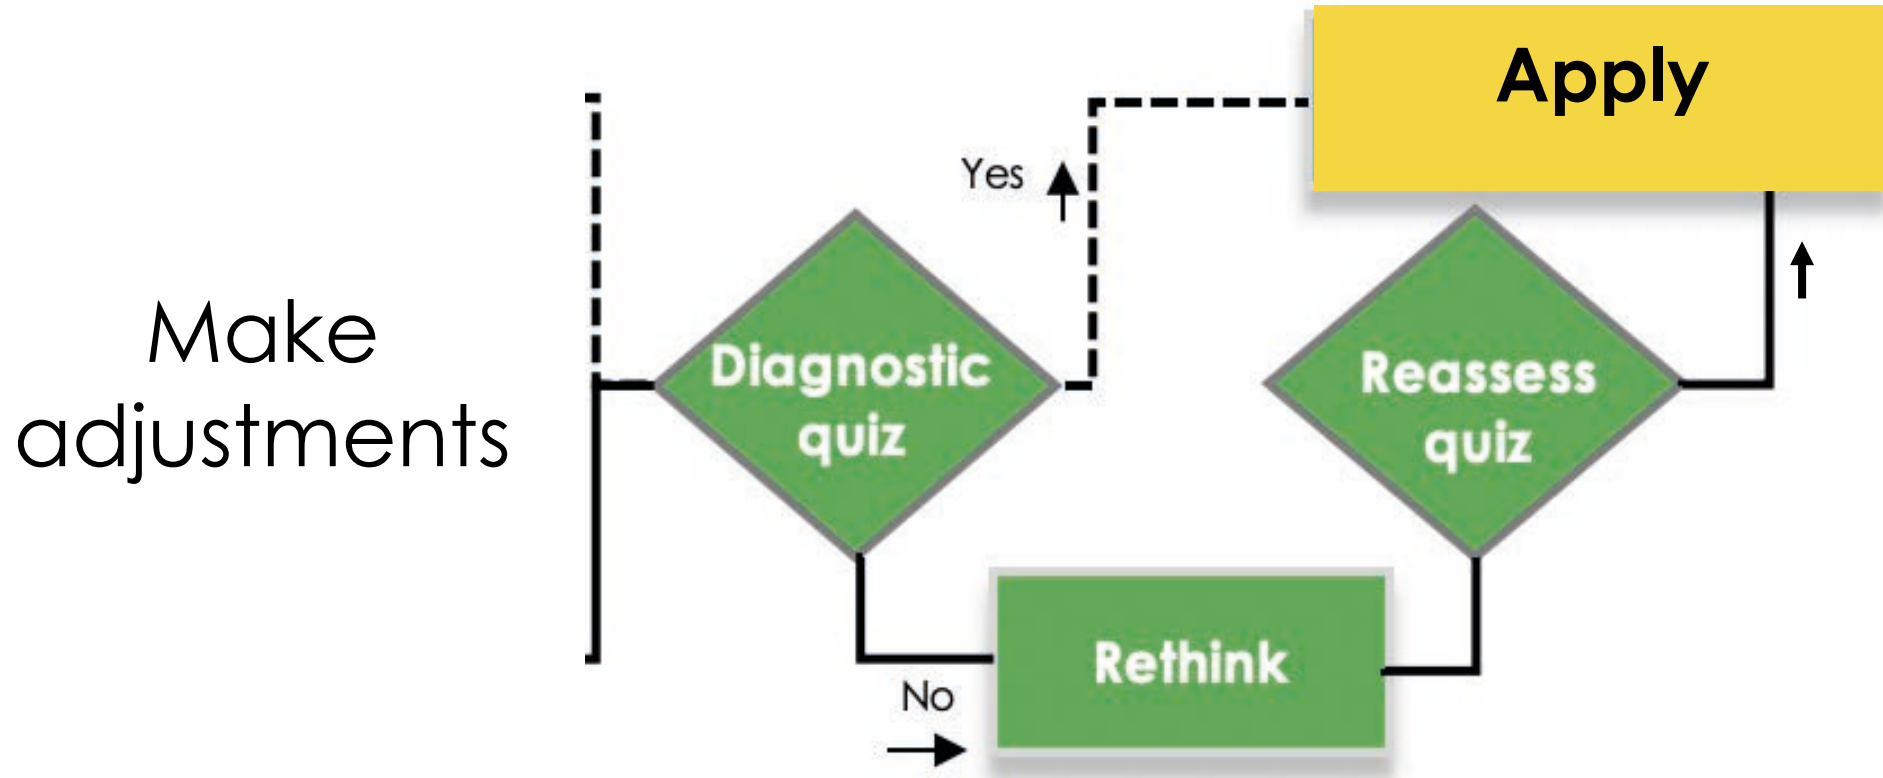 Make
adjustments
Yes
Apply
Diagnostic
quiz
Reassess
quiz
No
Rethink